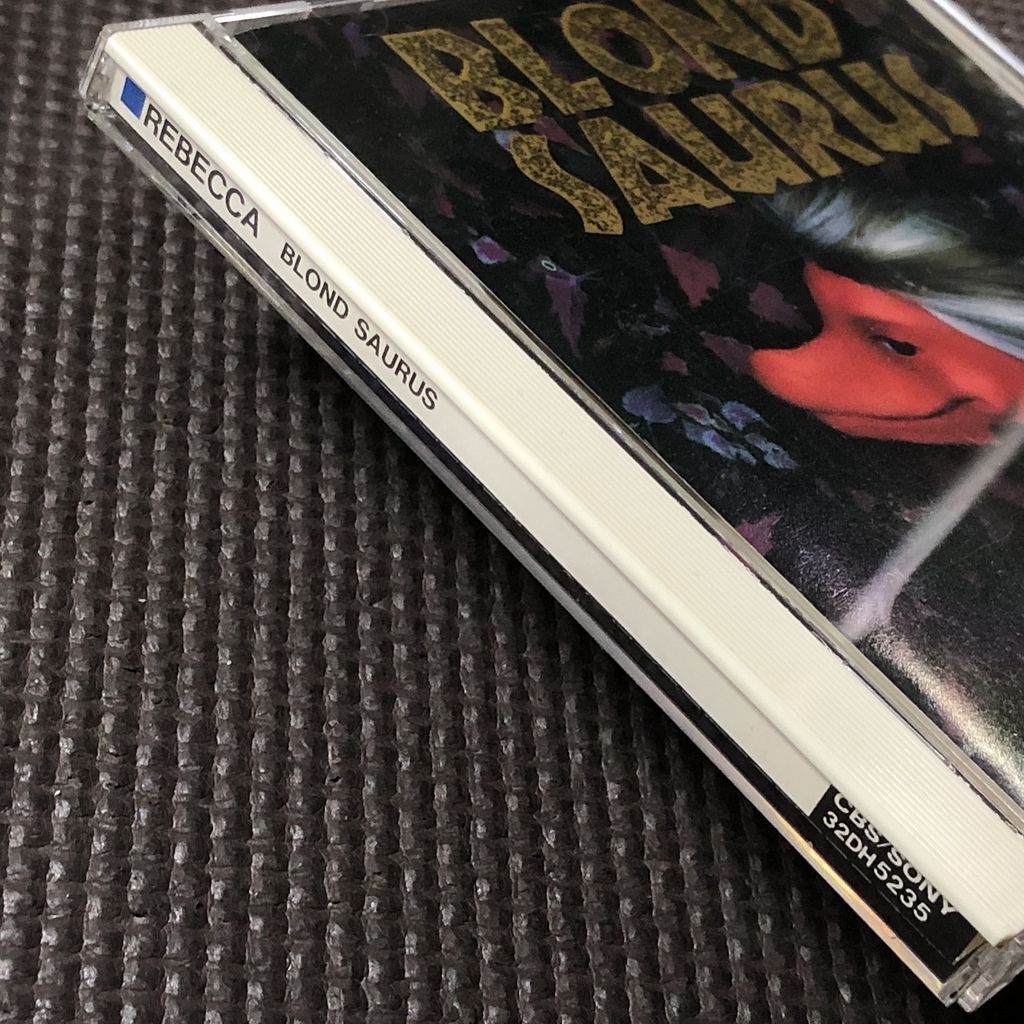 BLOND
SAURUS
REBECCA BLOND SAURUS
CBS/SONY
32DH 5235